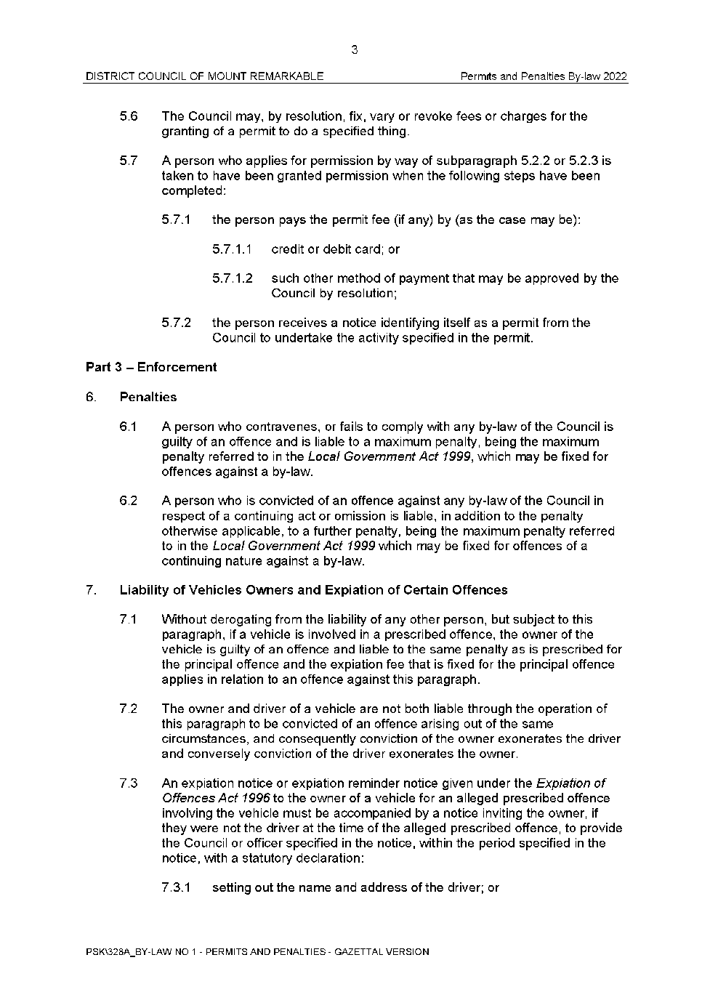 3
DISTRICT COUNCIL OF MOUNT REMARKABLE Permits and Penalties By-law 2022
5.6 The Council may, by resolution, fix, vary or revoke fees or charges for the
granting of a permit to do a specified thing.
5.7 A person who applies for permission by way of subparagraph 5.2.2 or 5.2.3 is
taken to have been granted permission when the following steps have been
completed:
5.7.1 the person pays the permit fee (if any) by (as the case may be):
5.7.1.1 credit or debit card; or
5.7.1.2 such other method of payment that may be approved by the
Council by resolution;
5.7.2 the person receives a notice identifying itself as a permit from the
Council to undertake the activity specified in the permit.
Part 3 – Enforcement
6. Penalties
6.1 A person who contravenes, or fails to comply with any by-law of the Council is
guilty of an offence and is liable to a maximum penalty, being the maximum
penalty referred to in the Local Government Act 1999, which may be fixed for
offences against a by-law.
6.2 A person who is convicted of an offence against any by-law of the Council in
respect of a continuing act or omission is liable, in addition to the penalty
otherwise applicable, to a further penalty, being the maximum penalty referred
to in the Local Government Act 1999 which may be fixed for offences of a
continuing nature against a by-law.
7. Liability of Vehicles Owners and Expiation of Certain Offences
7.1 Without derogating from the liability of any other person, but subject to this
paragraph, if a vehicle is involved in a prescribed offence, the owner of the
vehicle is guilty of an offence and liable to the same penalty as is prescribed for
the principal offence and the expiation fee that is fixed for the principal offence
applies in relation to an offence against this paragraph.
7.2 The owner and driver of a vehicle are not both liable through the operation of
this paragraph to be convicted of an offence arising out of the same
circumstances, and consequently conviction of the owner exonerates the driver
and conversely conviction of the driver exonerates the owner.
7.3 An expiation notice or expiation reminder notice given under the Expiation of
Offences Act 1996 to the owner of a vehicle for an alleged prescribed offence
involving the vehicle must be accompanied by a notice inviting the owner, if
they were not the driver at the time of the alleged prescribed offence, to provide
the Council or officer specified in the notice, within the period specified in the
notice, with a statutory declaration:
7.3.1 setting out the name and address of the driver; or
PSK\328A_BY-LAW NO 1 - PERMITS AND PENALTIES - GAZETTAL VERSION